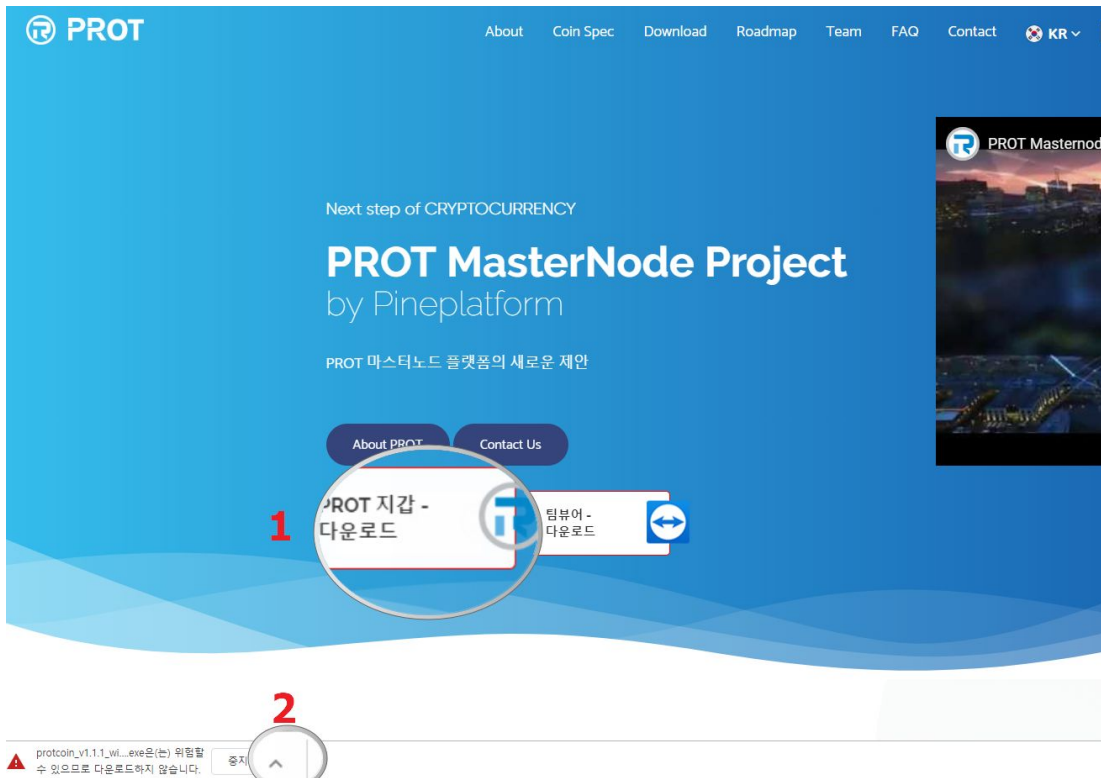 PROT
About Coin Spec Download Roadmap Team FAQ Contact KR
PROT Masternod
Next step of CRYPTOCURRENCY
PROT MasterNode Project
by Pineplatform
PROT 마스터노드 플랫폼의 새로운 제안
About PROT
Contact Us
1
PROT 지갑 -
다운로드
팀뷰어 -
다운로드
2
protcoin_v1.1.1_wi....exe은(는) 위험할
수 있으므로 다운로드하지 않습니다.
중지